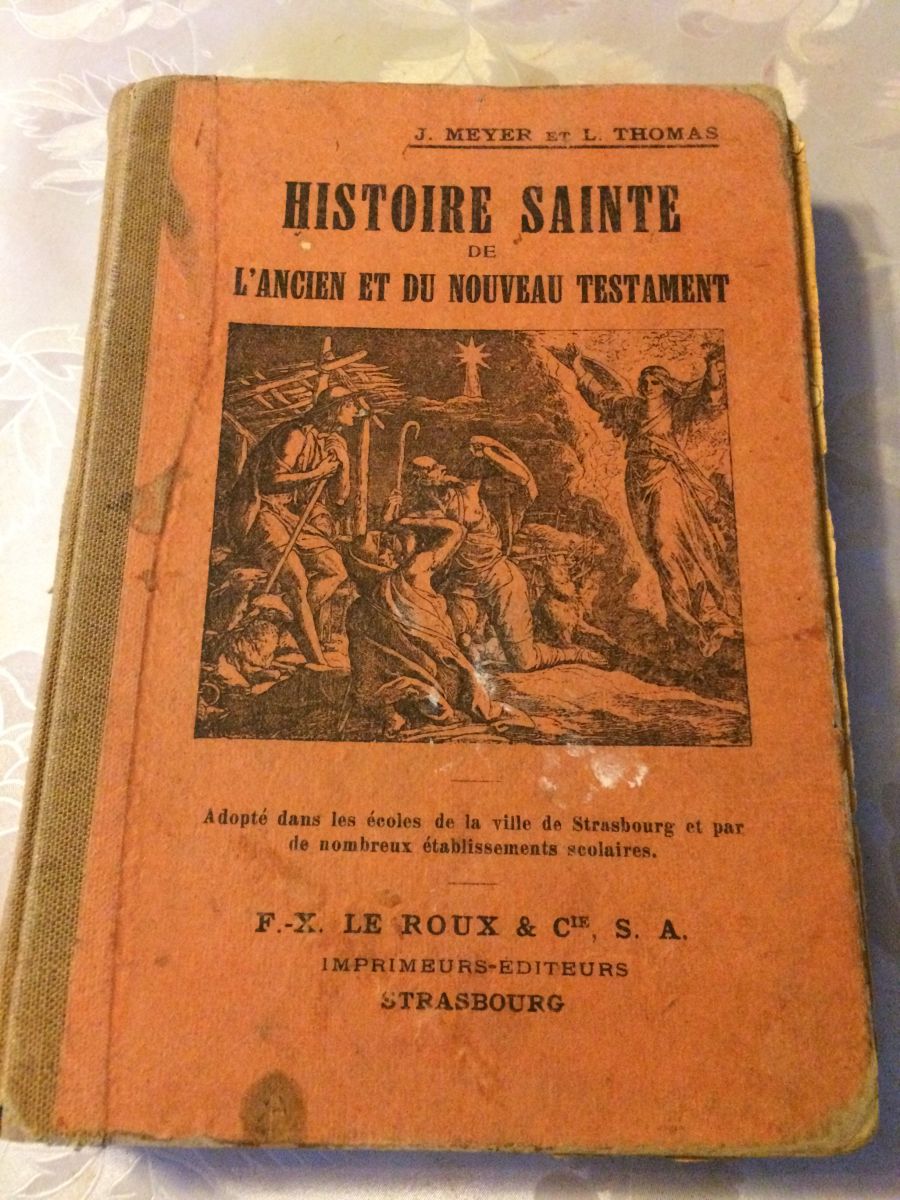 J. MEYER ET L. THOMAS
HISTOIRE SAINTE
DE
L'ANCIEN ET DU NOUVEAU TESTAMENT
Adopté dans les écoles de la ville de Strasbourg et par
de nombreux établissements scolaires.
F.-X. LE ROUX & CIE, S. A.
IMPRIMEURS-EDITEURS
STRASBOURG